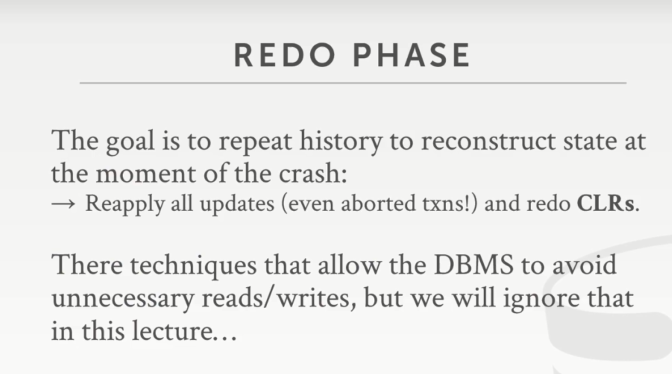 REDO PHASE
The goal is to repeat history to reconstruct state at
the moment of the crash:
→ Reapply all updates (even aborted txns!) and redo CLRs.
There techniques that allow the DBMS to avoid
unnecessary reads/writes, but we will ignore that
in this lecture…